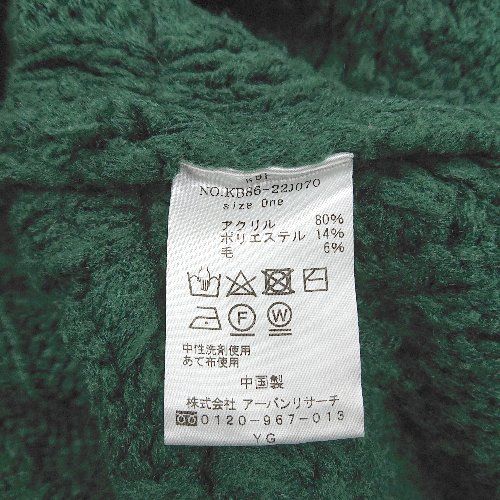 NO.KB86-22J070
size One
アクリル 80%
ポリエステル 14%
毛 6%
F W
中性洗剤使用
あて布使用
中国製
株式会社 アーバンリサーチ
0120-967-013
YG